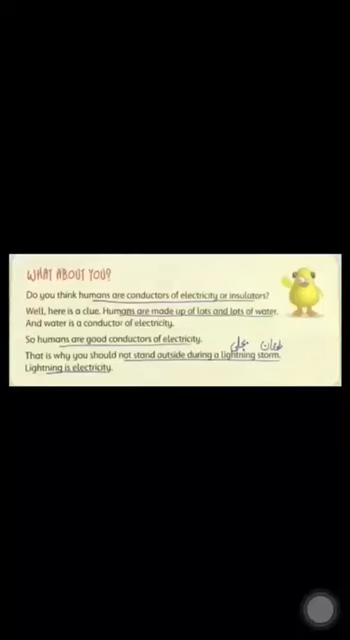 WHAT ABOUT YOU?
Do you think humans are conductors of electricity or insulators?
Well, here is a clue. Humans are made up of lots and lots of water.
And water is a conductor of electricity.
So humans are good conductors of electricity.
That is why you should not stand outside during a lightning storm.
Lightning is electricity.